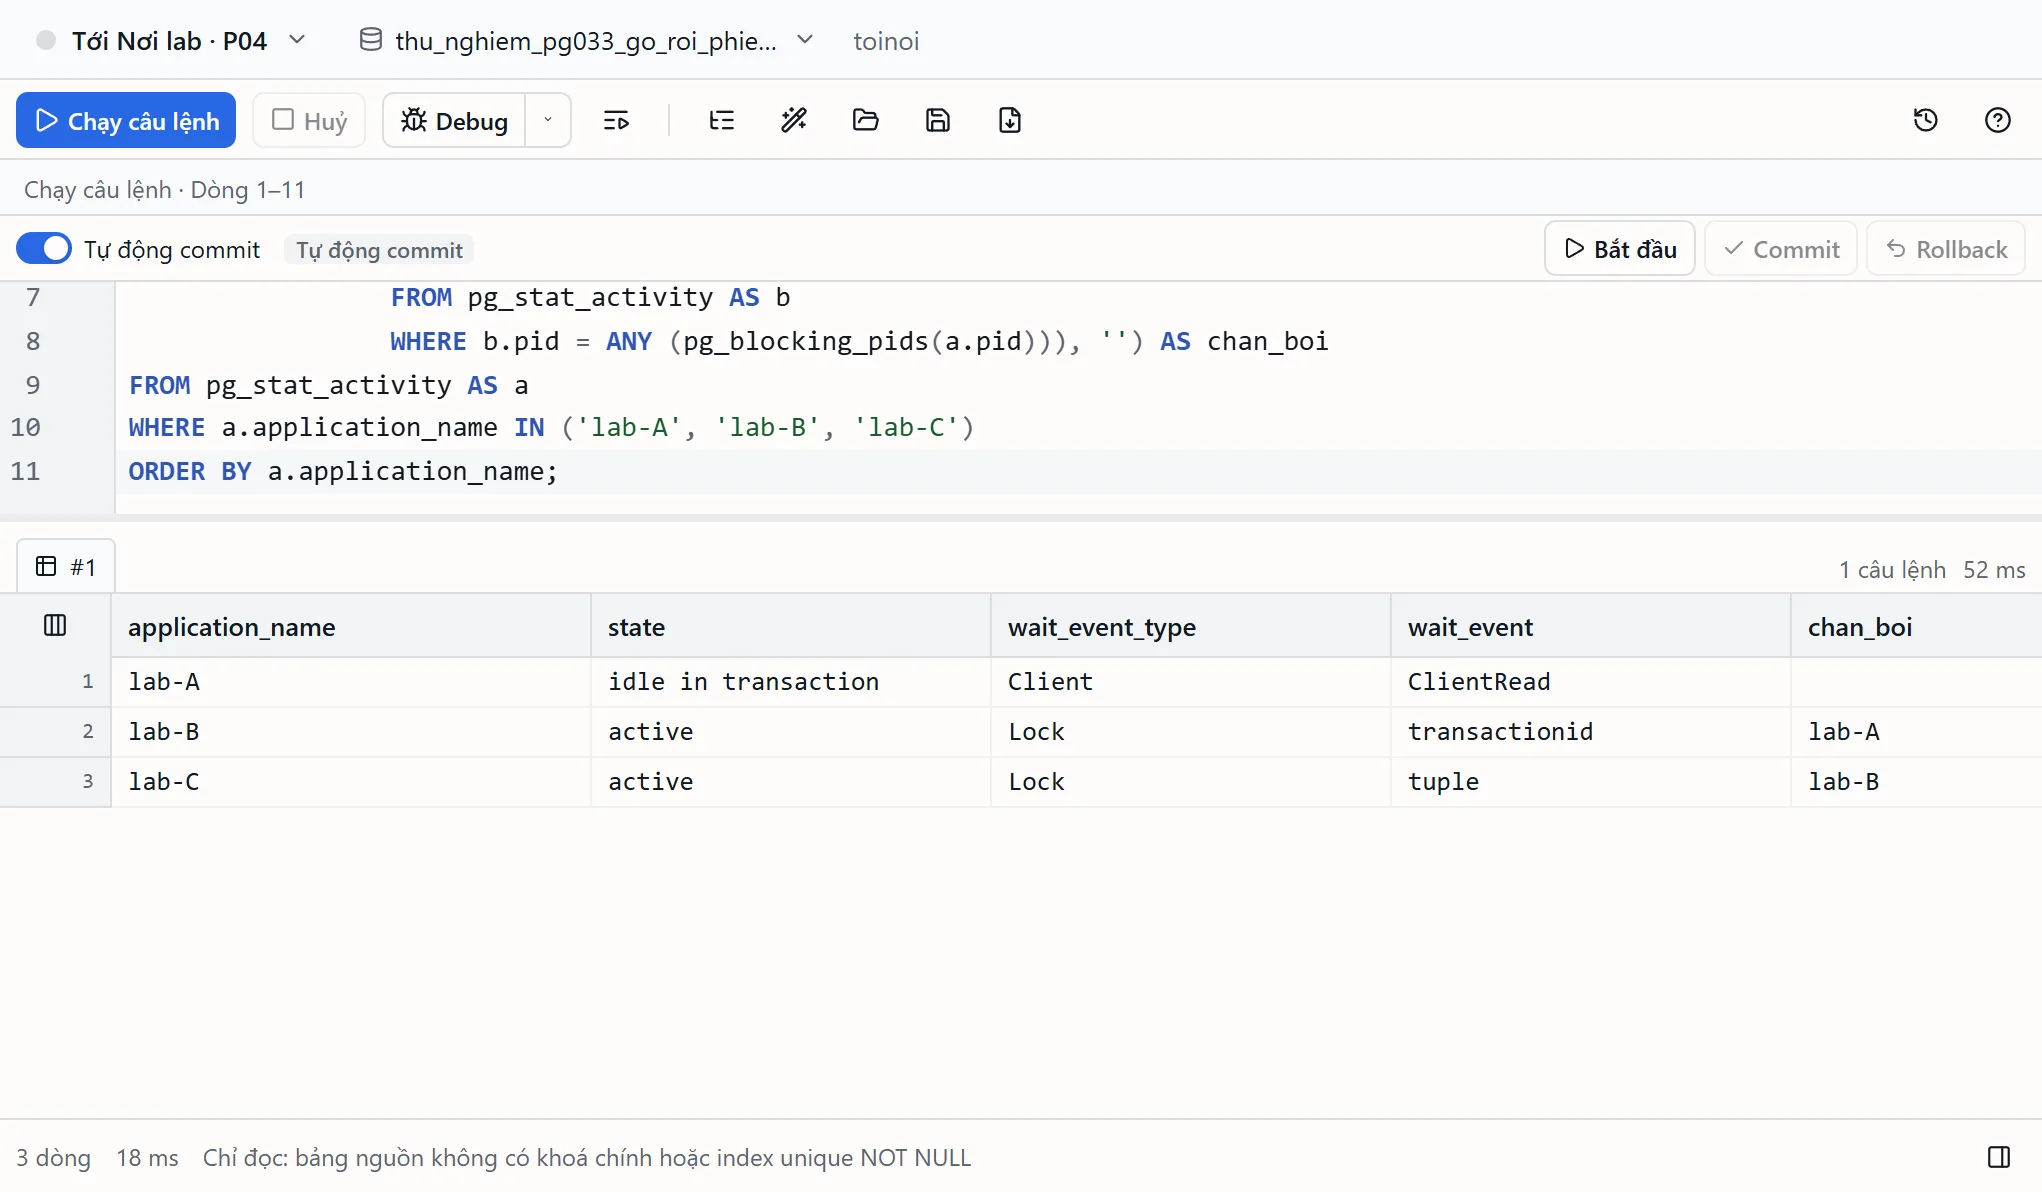 Tới Nơi lab · P04 thu_nghiem_pg033_go_roi_phie... toinoi
Chạy câu lệnh Huỷ Debug
Chạy câu lệnh · Dòng 1–11
Tự động commit Tự động commit Bắt đầu Commit Rollback
7 FROM pg_stat_activity AS b
8 WHERE b.pid = ANY (pg_blocking_pids(a.pid))), '') AS chan_boi
9 FROM pg_stat_activity AS a
10 WHERE a.application_name IN ('lab-A', 'lab-B', 'lab-C')
11 ORDER BY a.application_name;
#1 1 câu lệnh 52 ms
application_name state wait_event_type wait_event chan_boi
1 lab-A idle in transaction Client ClientRead
2 lab-B active Lock transactionid lab-A
3 lab-C active Lock tuple lab-B
3 dòng 18 ms Chỉ đọc: bảng nguồn không có khoá chính hoặc index unique NOT NULL